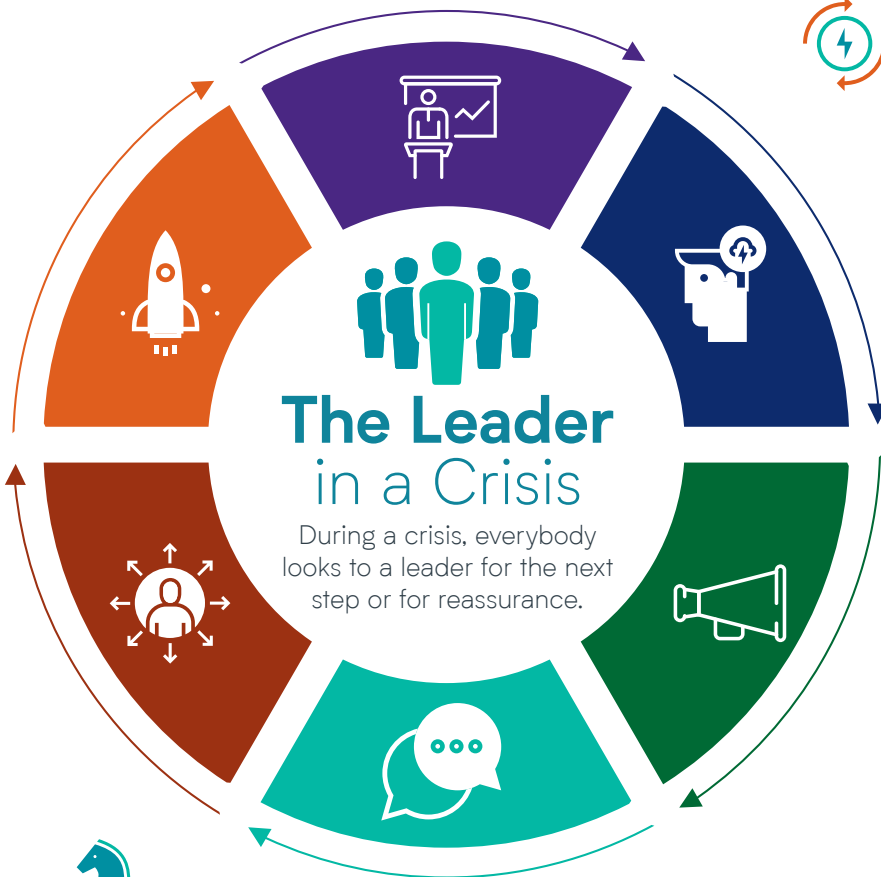 The Leader
in a Crisis
During a crisis, everybody
looks to a leader for the next
step or for reassurance.